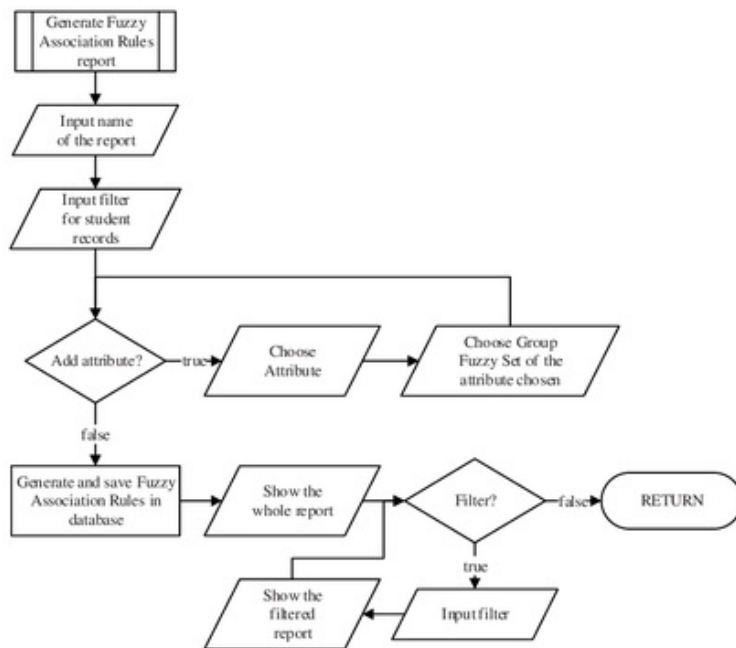 Generate Fuzzy
Association Rules
report
Input name
of the report
Input filter
for student
records
Add attribute?
true
Choose
Attribute
Choose Group
Fuzzy Set of the
attribute chosen
false
Generate and save Fuzzy
Association Rules in
database
Show the
whole report
Filter?
false
RETURN
true
Show the
filtered
report
Input filter